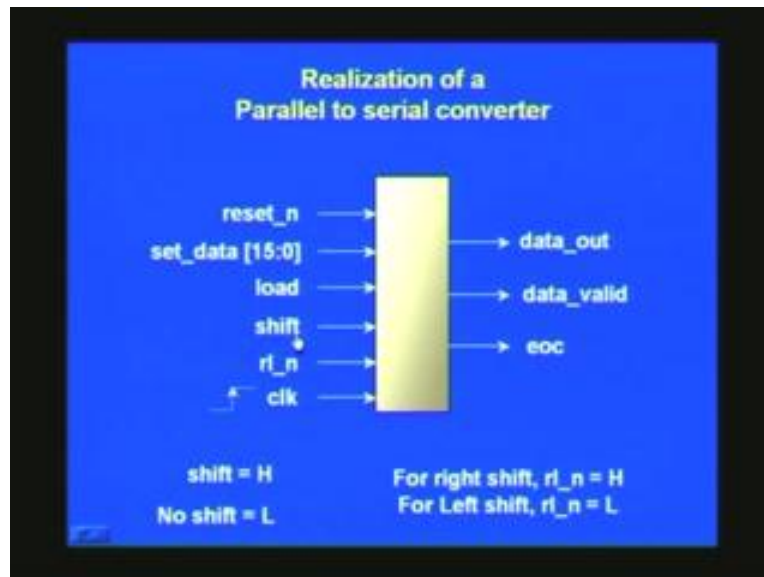 Realization of a
Parallel to serial converter
reset_n
set_data [15:0]
load
shift
rl_n
clk
data_out
data_valid
eoc
shift = H
No shift = L
For right shift, rl_n = H
For Left shift, rl_n = L